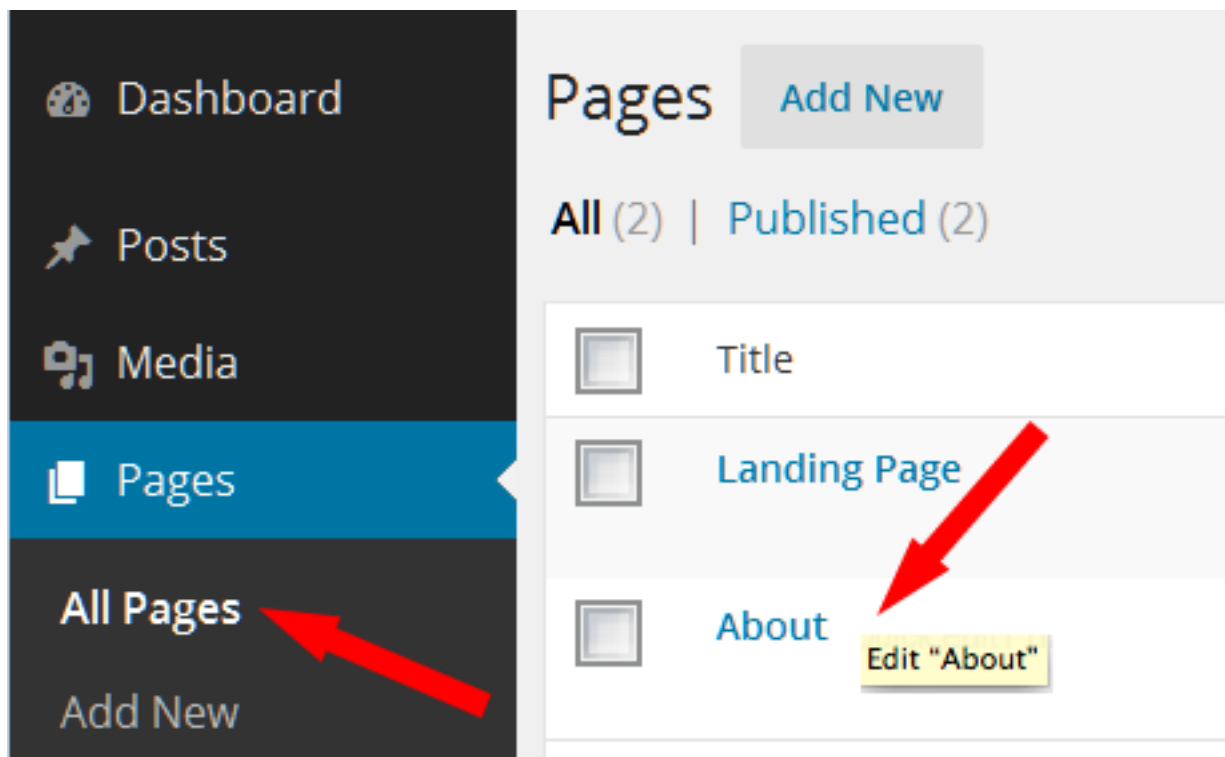 Dashboard
Posts
Media
Pages
All Pages
Add New
Pages
Add New
All (2) | Published (2)
Title
Landing Page
About
Edit "About"